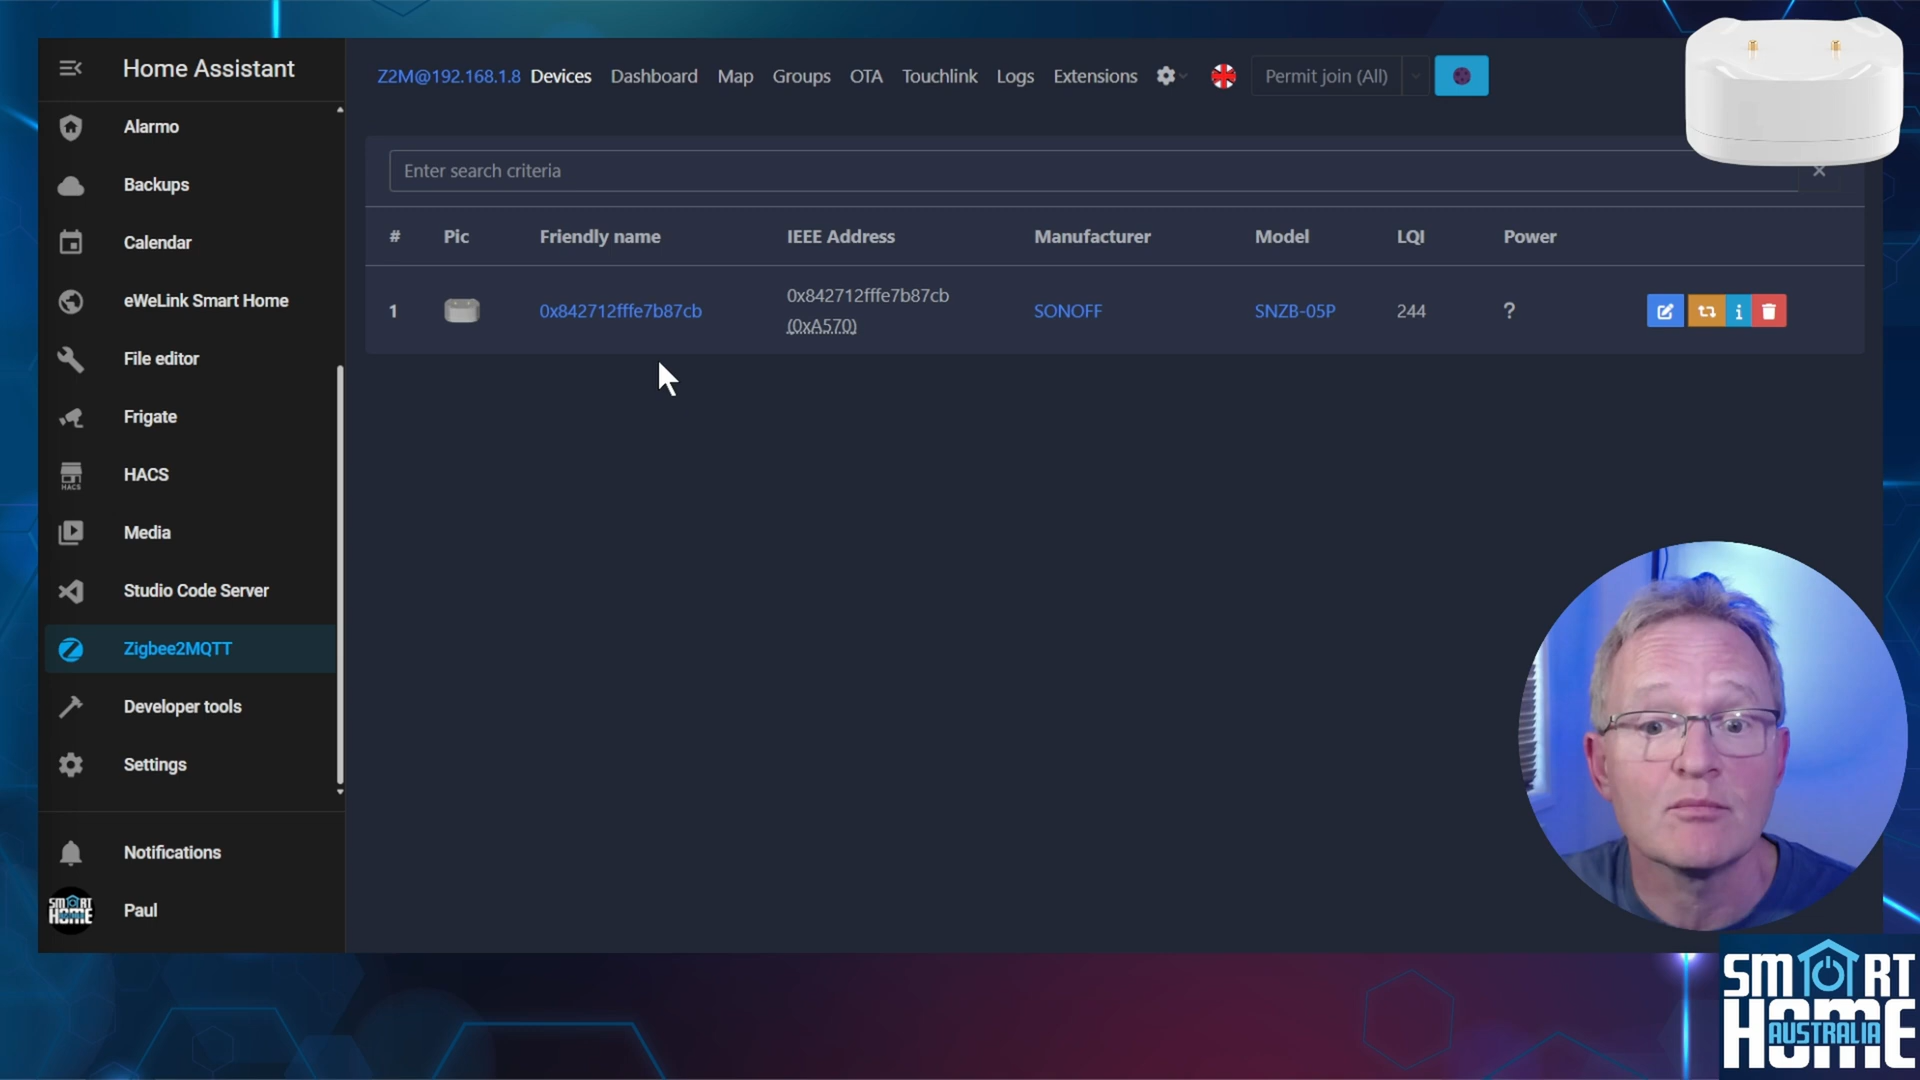 Home Assistant
Alarmo
Backups
Calendar
eWeLink Smart Home
File editor
Frigate
HACS
HACS
Media
Studio Code Server
Zigbee2MQTT
Developer tools
Settings
Notifications
SMART
HOME
Paul
Z2M@192.168.1.8 Devices Dashboard Map Groups OTA Touchlink Logs Extensions Permit join (All)
Enter search criteria
# Pic Friendly name IEEE Address Manufacturer Model LQI Power
1 0x842712fffe7b87cb 0x842712fffe7b87cb SONOFF SNZB-05P 244 ?
(0xA570)
SMART
HOME
AUSTRALIA